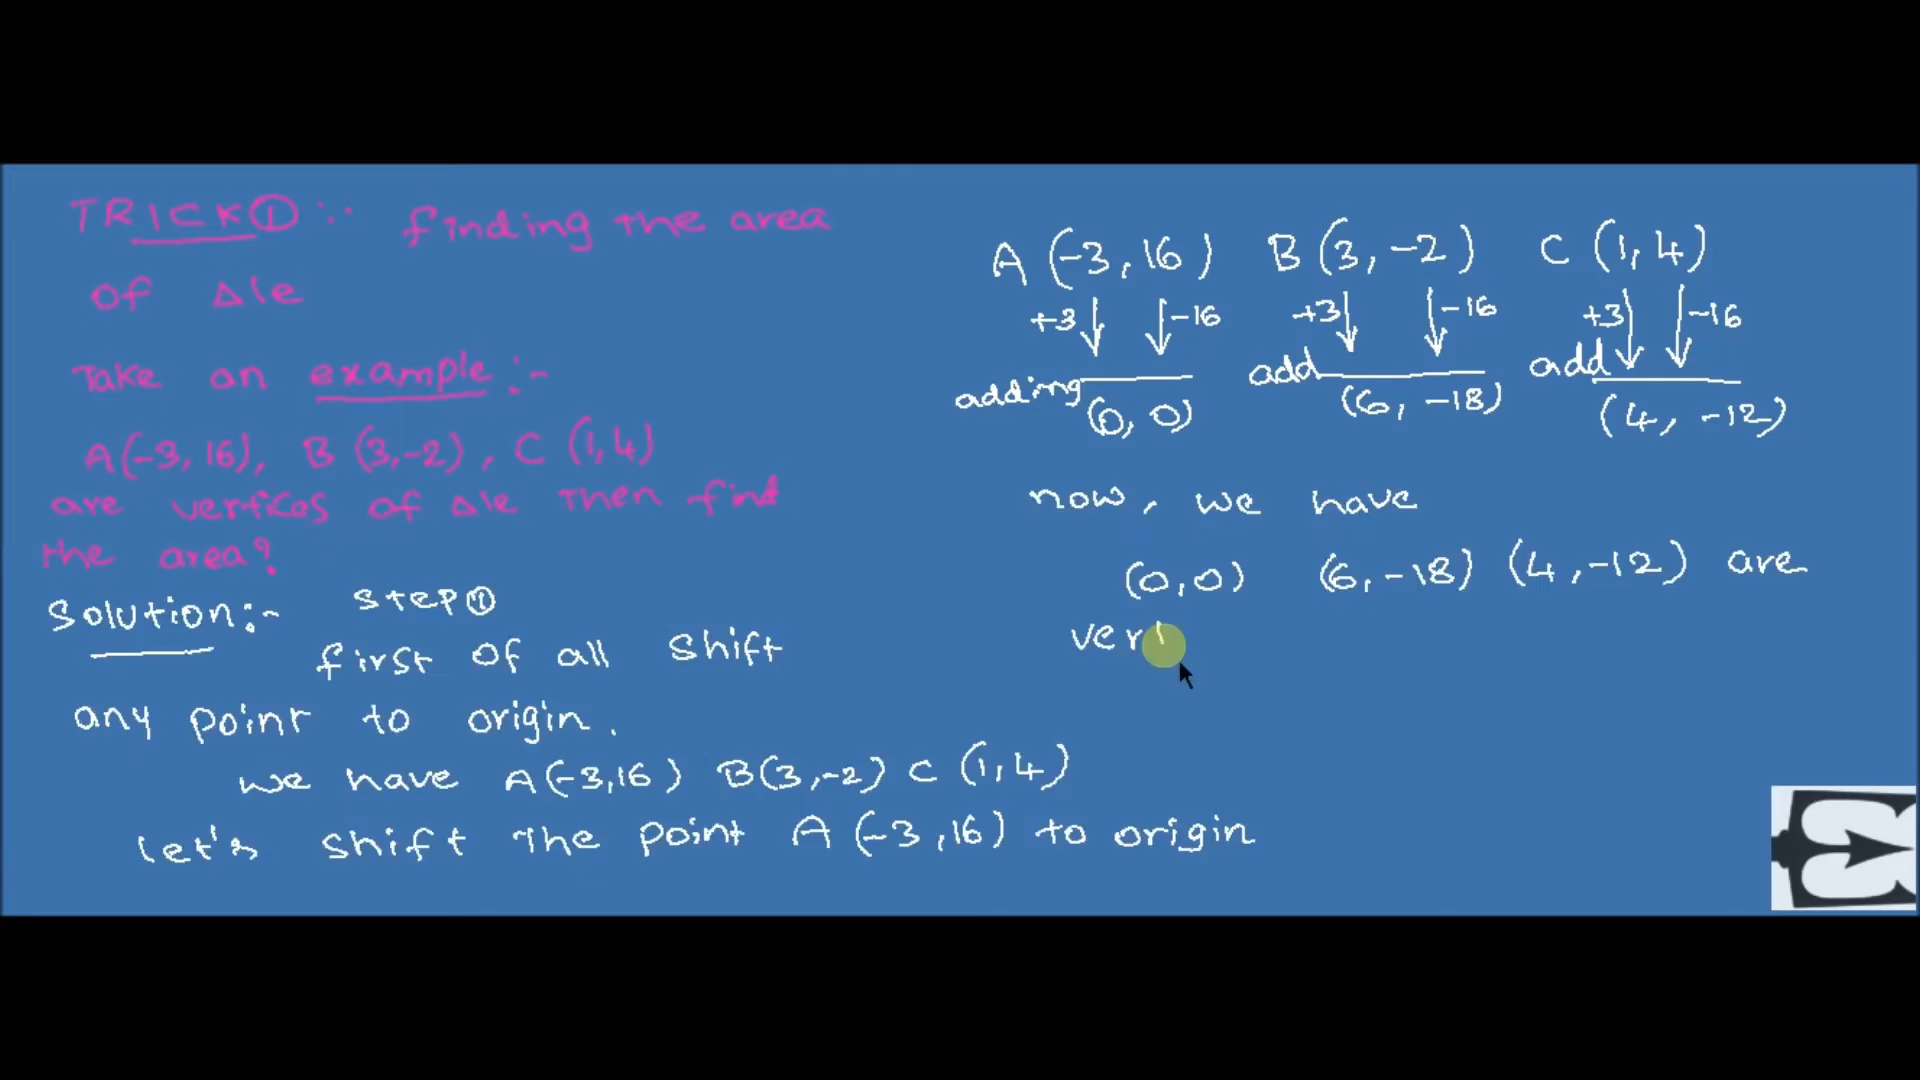 TRICK① ∵ finding the area
of Δle
Take an example:-
A(-3,16), B(3,-2), C(1,4)
are vertices of Δle then find
the area?
Solution:- Step①
first of all shift
any point to origin.
we have A(-3,16) B(3,-2) C(1,4)
let's shift the point A(-3,16) to origin
A(-3,16) B(3,-2) C(1,4)
+3 -16 +3 -16 +3 -16
adding add add
(0,0) (6,-18) (4,-12)
now, we have
(0,0) (6,-18) (4,-12) are
ver